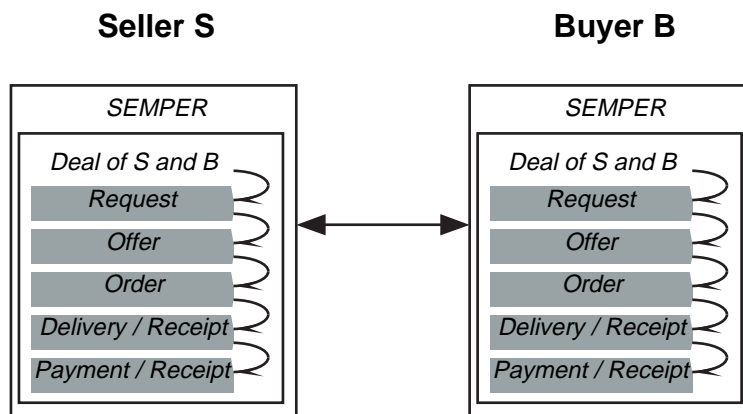 Seller S
Buyer B
SEMPER
Deal of S and B
Request
Offer
Order
Delivery / Receipt
Payment / Receipt
SEMPER
Deal of S and B
Request
Offer
Order
Delivery / Receipt
Payment / Receipt